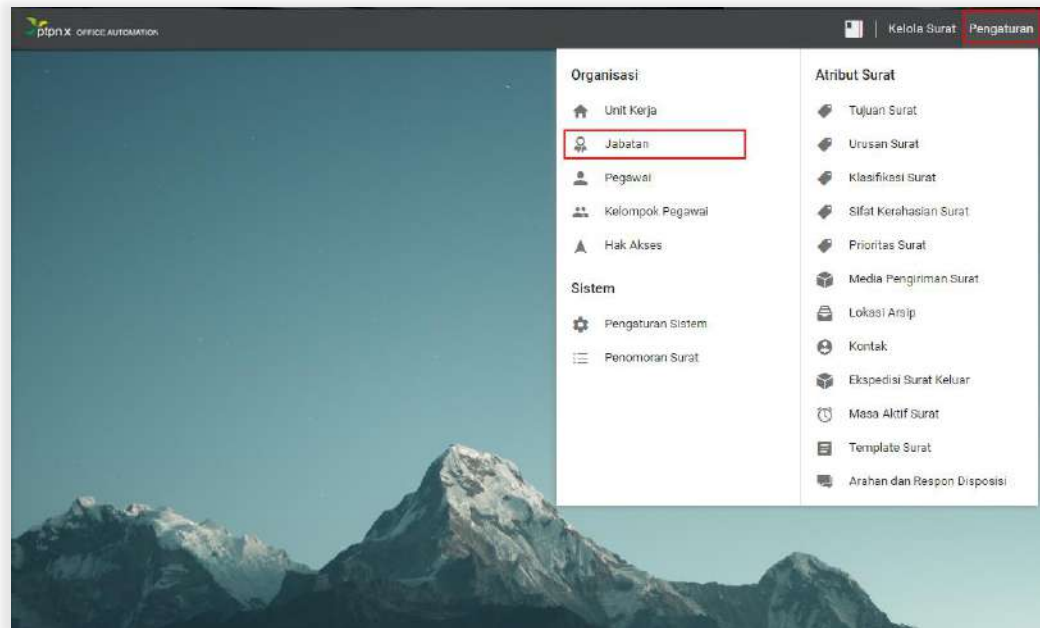 ptpn x OFFICE AUTOMATION
Kelola Surat
Pengaturan
Organisasi
Unit Kerja
Jabatan
Pegawai
Kelompok Pegawai
Hak Akses
Sistem
Pengaturan Sistem
Penomoran Surat
Atribut Surat
Tujuan Surat
Urusan Surat
Klasifikasi Surat
Sifat Kerahasian Surat
Prioritas Surat
Media Pengiriman Surat
Lokasi Arsip
Kontak
Ekspedisi Surat Keluar
Masa Aktif Surat
Template Surat
Arahan dan Respon Disposisi